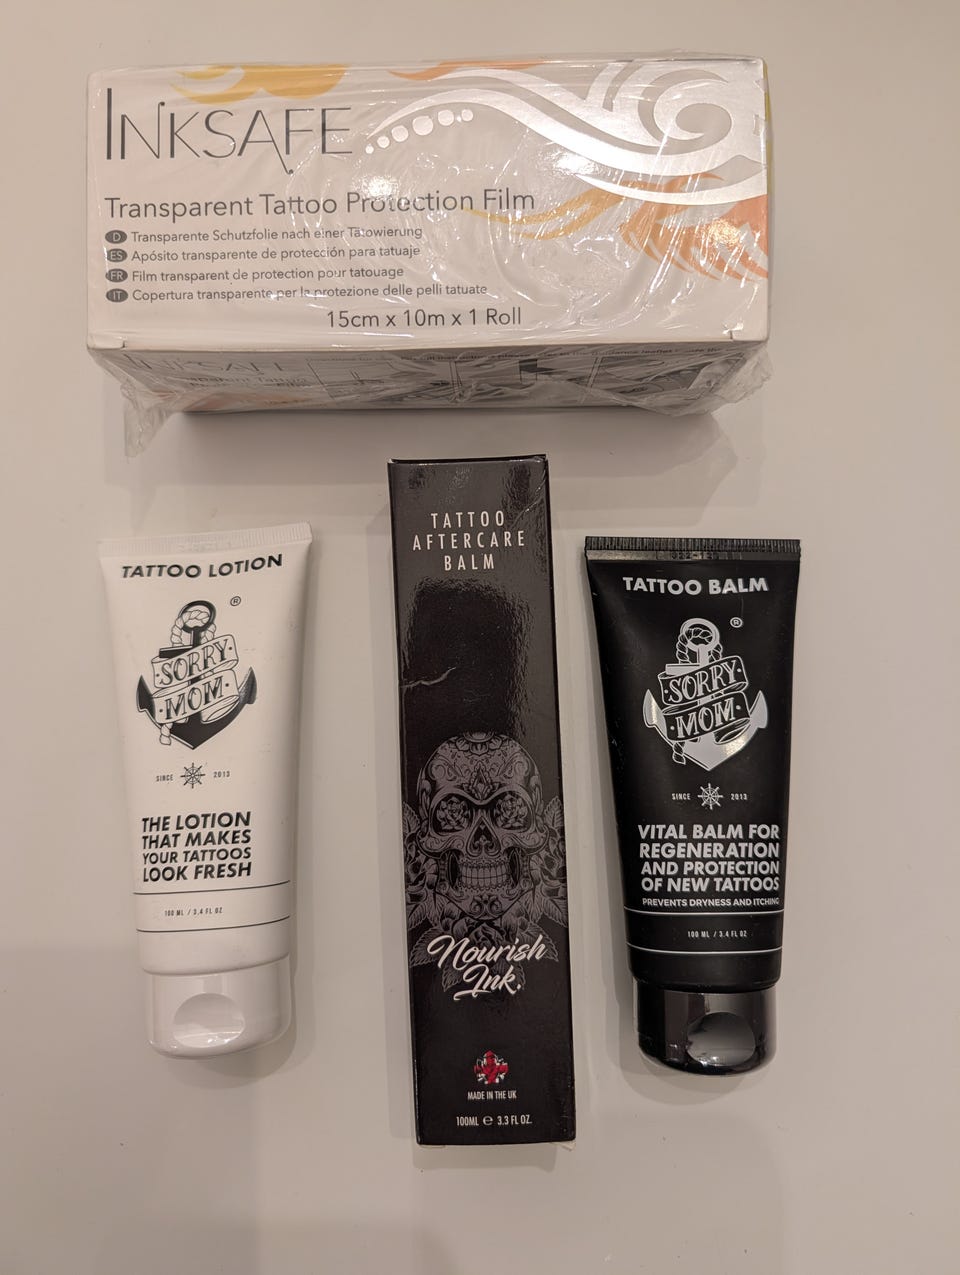 INKSAFE
Transparent Tattoo Protection Film
D Transparente Schutzfolie nach einer Tätowierung
ES Apósito transparente de protección para tatuaje
FR Film transparent de protection pour tatouage
IT Copertura transparente per la protezione delle pelli tatuate
15cm x 10m x 1 Roll
INKSAFE
TATTOO LOTION
®
SORRY
MOM
SINCE 2013
THE LOTION
THAT MAKES
YOUR TATTOOS
LOOK FRESH
100 ML / 3.4 FL OZ
TATTOO
AFTERCARE
BALM
Nourish
Ink.
MADE IN THE UK
100ML ℮ 3.3 FL OZ.
TATTOO BALM
®
SORRY
MOM
SINCE 2013
VITAL BALM FOR
REGENERATION
AND PROTECTION
OF NEW TATTOOS
PREVENTS DRYNESS AND ITCHING
100 ML / 3.4 FL OZ